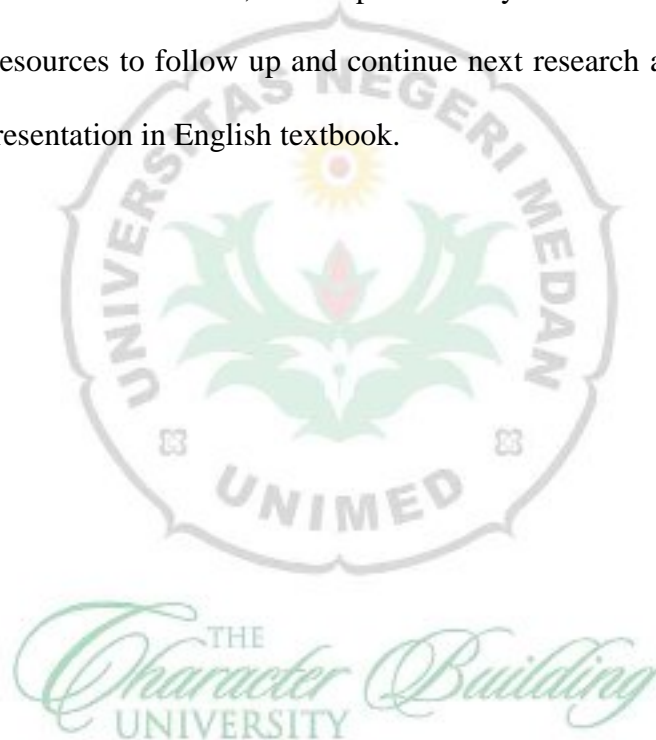 resources to follow up and continue next research a
resentation in English textbook.
UNIVERSITAS NEGERI MEDAN
UNIMED
THE
Character Building
UNIVERSITY